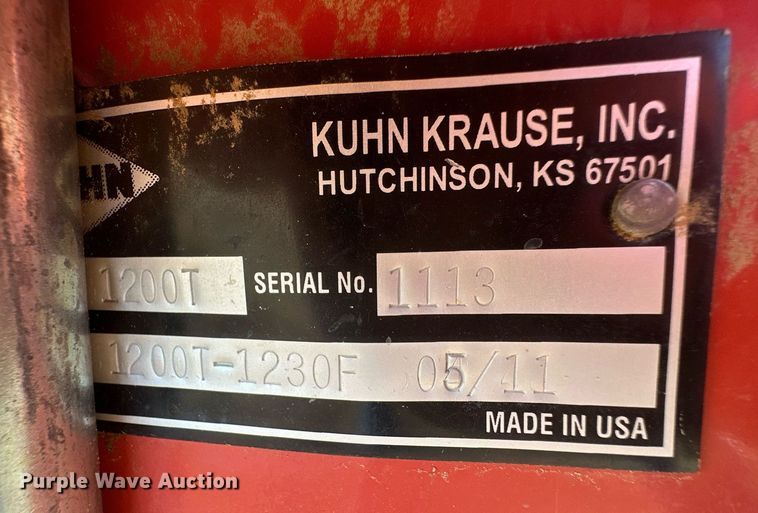 KUHN KRAUSE, INC.
HUTCHINSON, KS 67501
HN
1200T SERIAL No. 1113
1200T-1230F 05/11
MADE IN USA
Purple Wave Auction